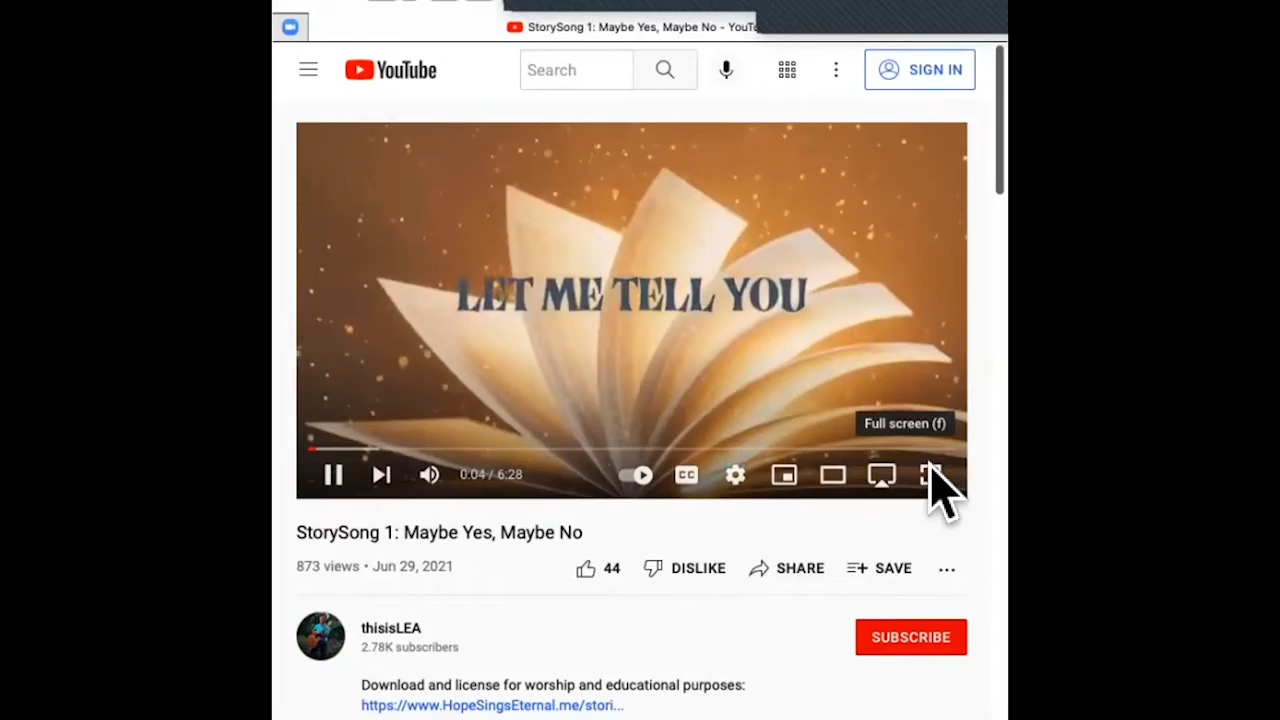 StorySong 1: Maybe Yes, Maybe No - YouTu
YouTube
Search
SIGN IN
LET ME TELL YOU
Full screen (f)
0:04 / 6:28
CC
StorySong 1: Maybe Yes, Maybe No
873 views • Jun 29, 2021
44 DISLIKE SHARE SAVE ...
thisisLEA
2.78K subscribers
SUBSCRIBE
Download and license for worship and educational purposes:
https://www.HopeSingsEternal.me/stori...